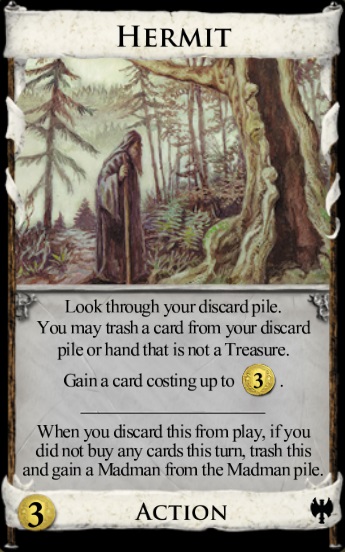 HERMIT
Look through your discard pile.
You may trash a card from your discard
pile or hand that is not a Treasure.
Gain a card costing up to 3 .
When you discard this from play, if you
did not buy any cards this turn, trash this
and gain a Madman from the Madman pile.
3 ACTION